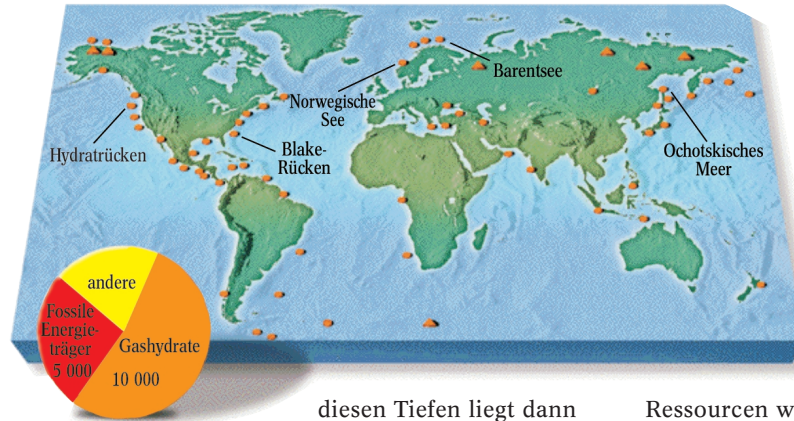 Barentsee
Norwegische
See
Hydratrücken
Blake-
Rücken
Ochotskisches
Meer
andere
Fossile
Energie-
träger
5 000
Gashydrate
10 000
diesen Tiefen liegt dann
Ressourcen w